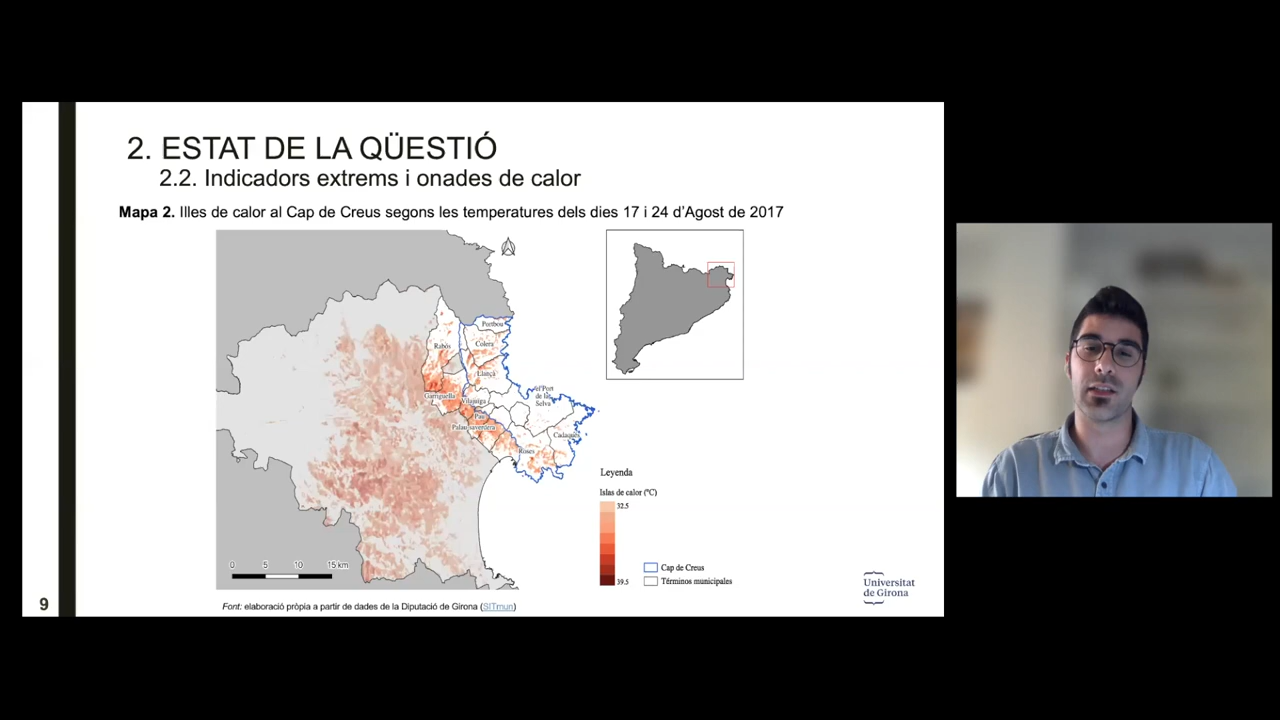 2. ESTAT DE LA QÜESTIÓ
2.2. Indicadors extrems i onades de calor
Mapa 2. Illes de calor al Cap de Creus segons les temperatures dels dies 17 i 24 d'Agost de 2017
Portbou
Colera
Rabós
Llançà
Garriguella
Vilajuïga
el Port
de la
Selva
Pau
Palau-saverdera
Cadaqués
Roses
Leyenda
Islas de calor (ºC)
32.5
39.5
Cap de Creus
Términos municipales
0 5 10 15 km
Universitat
de Girona
9
Font: elaboració pròpia a partir de dades de la Diputació de Girona (SITmun)